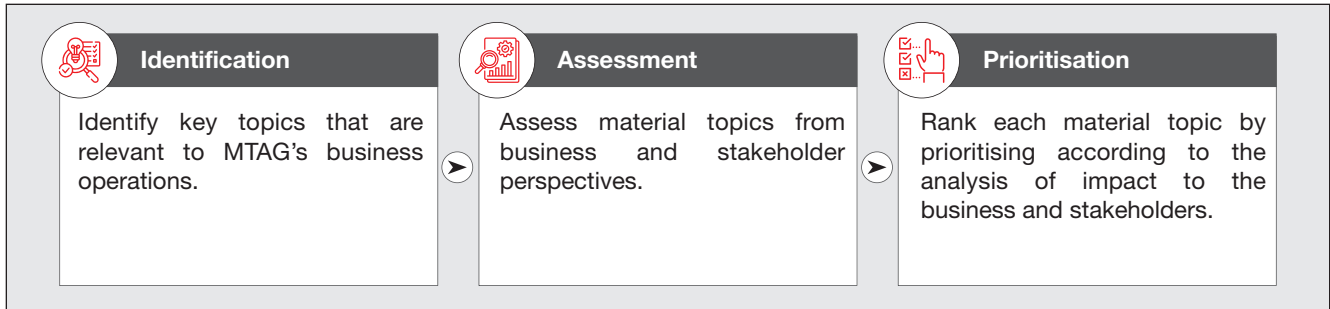 Identification
Identify key topics that are
relevant to MTAG's business
operations.
Assessment
Assess material topics from
business and stakeholder
perspectives.
Prioritisation
Rank each material topic by
prioritising according to the
analysis of impact to the
business and stakeholders.